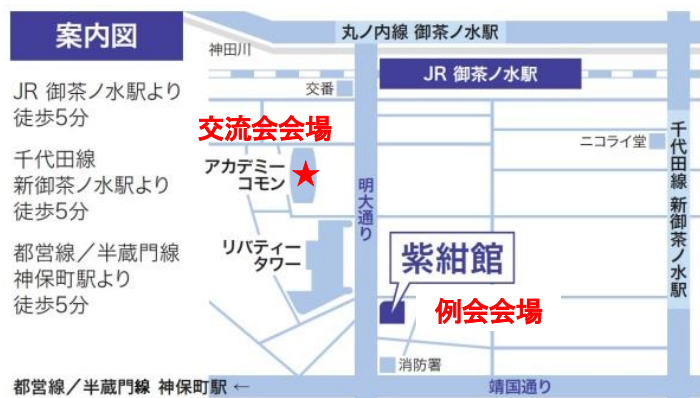 案内図
JR 御茶ノ水駅より
徒歩5分
千代田線
新御茶ノ水駅より
徒歩5分
都営線／半蔵門線
神保町駅より
徒歩5分
丸ノ内線 御茶ノ水駅
神田川
JR 御茶ノ水駅
交番
交流会会場
ニコライ堂
アカデミー
コモン
★
明大通り
千代田線 新御茶ノ水駅
リバティー
タワー
紫紺館
例会会場
消防署
都営線／半蔵門線 神保町駅 ←
靖国通り